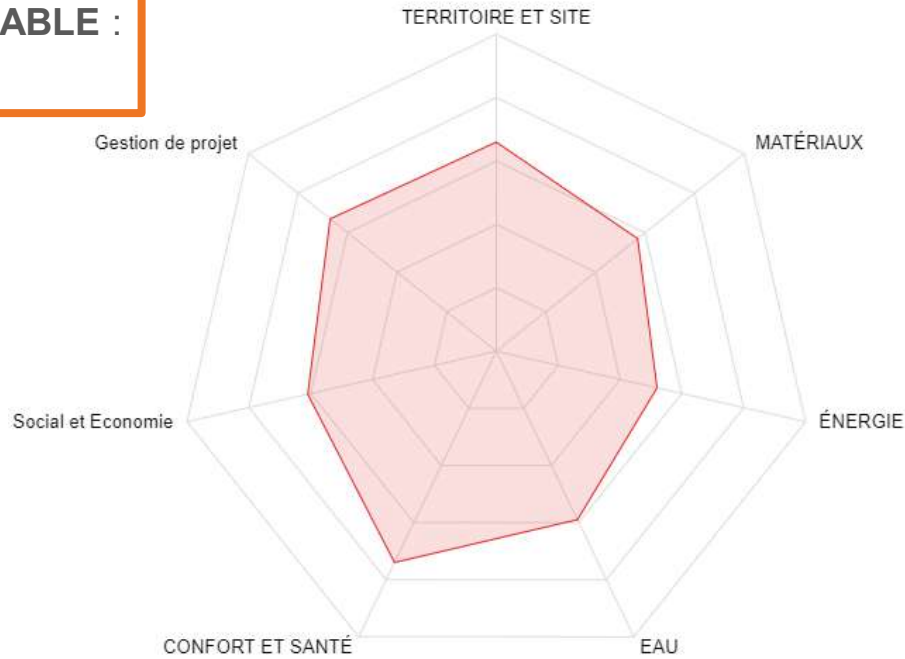 ABLE :
TERRITOIRE ET SITE
Gestion de projet
MATÉRIAUX
Social et Economie
ÉNERGIE
CONFORT ET SANTÉ
EAU